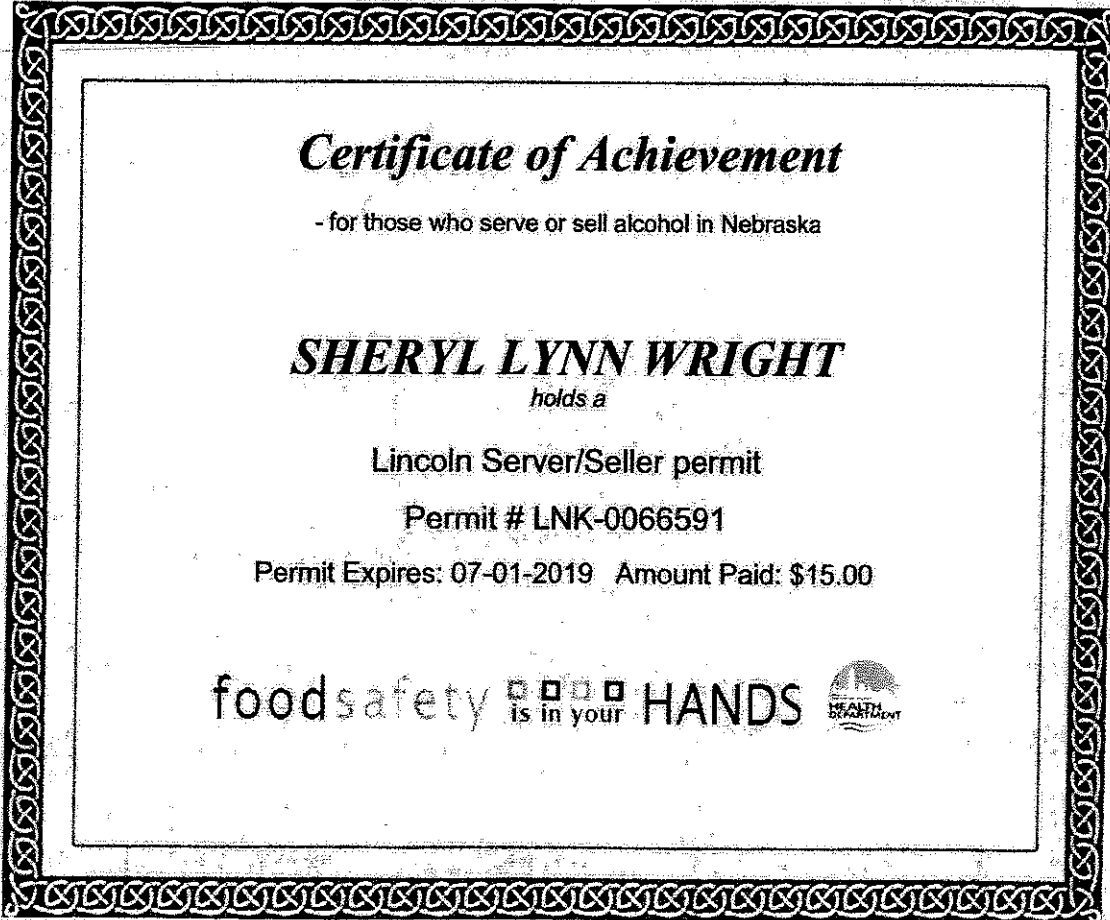 Certificate of Achievement
- for those who serve or sell alcohol in Nebraska
SHERYL LYNN WRIGHT
holds a
Lincoln Server/Seller permit
Permit # LNK-0066591
Permit Expires: 07-01-2019 Amount Paid: $15.00
foodsafety is in your HANDS
HEALTH
DEPARTMENT